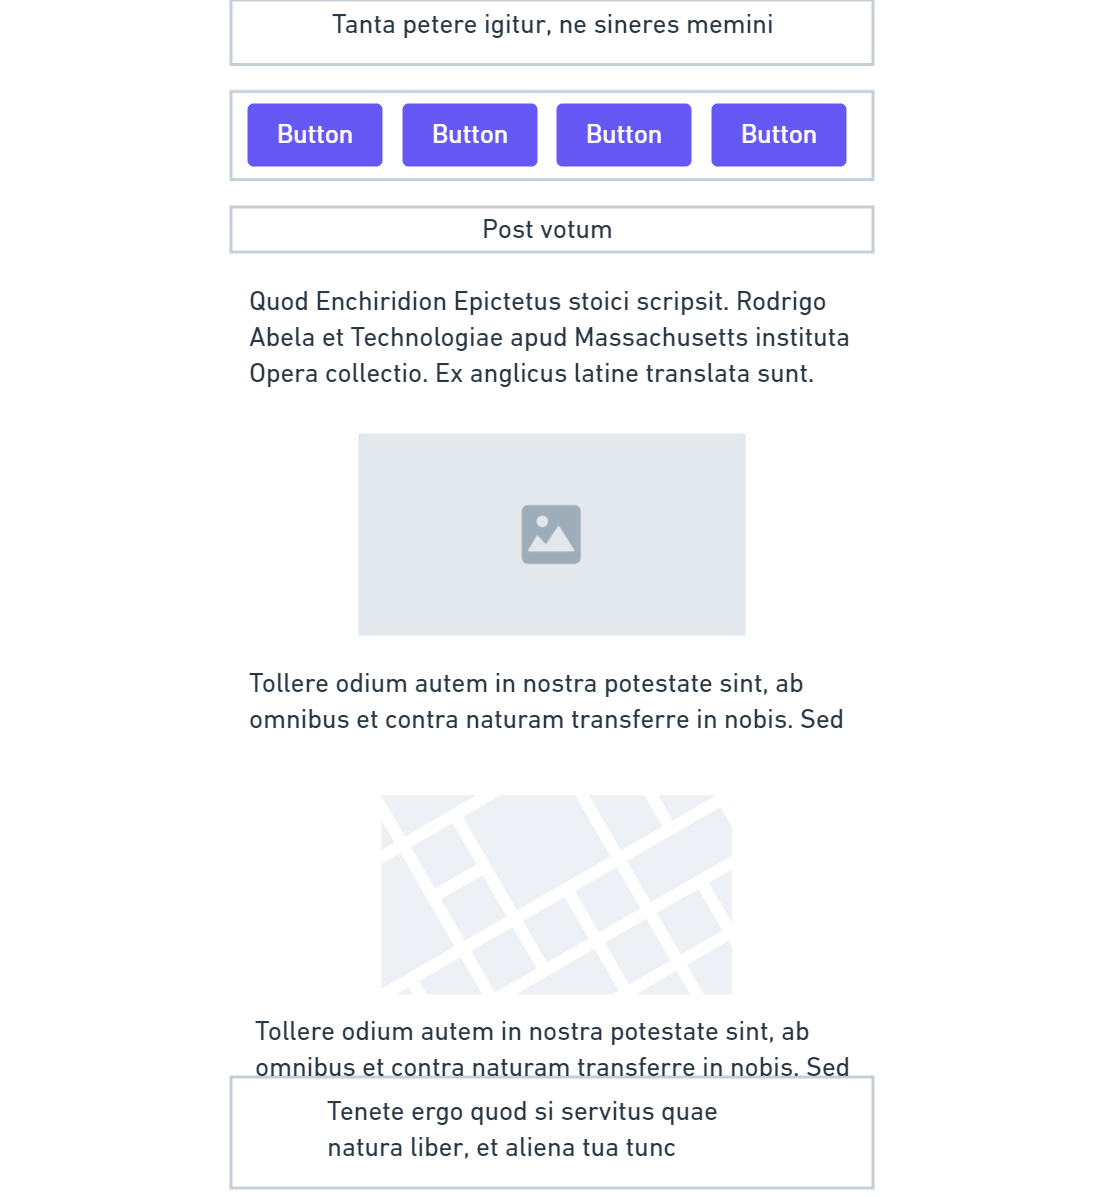 Tanta petere igitur, ne sineres memini
Button Button Button Button
Post votum
Quod Enchiridion Epictetus stoici scripsit. Rodrigo
Abela et Technologiae apud Massachusetts instituta
Opera collectio. Ex anglicus latine translata sunt.
Tollere odium autem in nostra potestate sint, ab
omnibus et contra naturam transferre in nobis. Sed
Tollere odium autem in nostra potestate sint, ab
omnibus et contra naturam transferre in nobis. Sed
Tenete ergo quod si servitus quae
natura liber, et aliena tua tunc